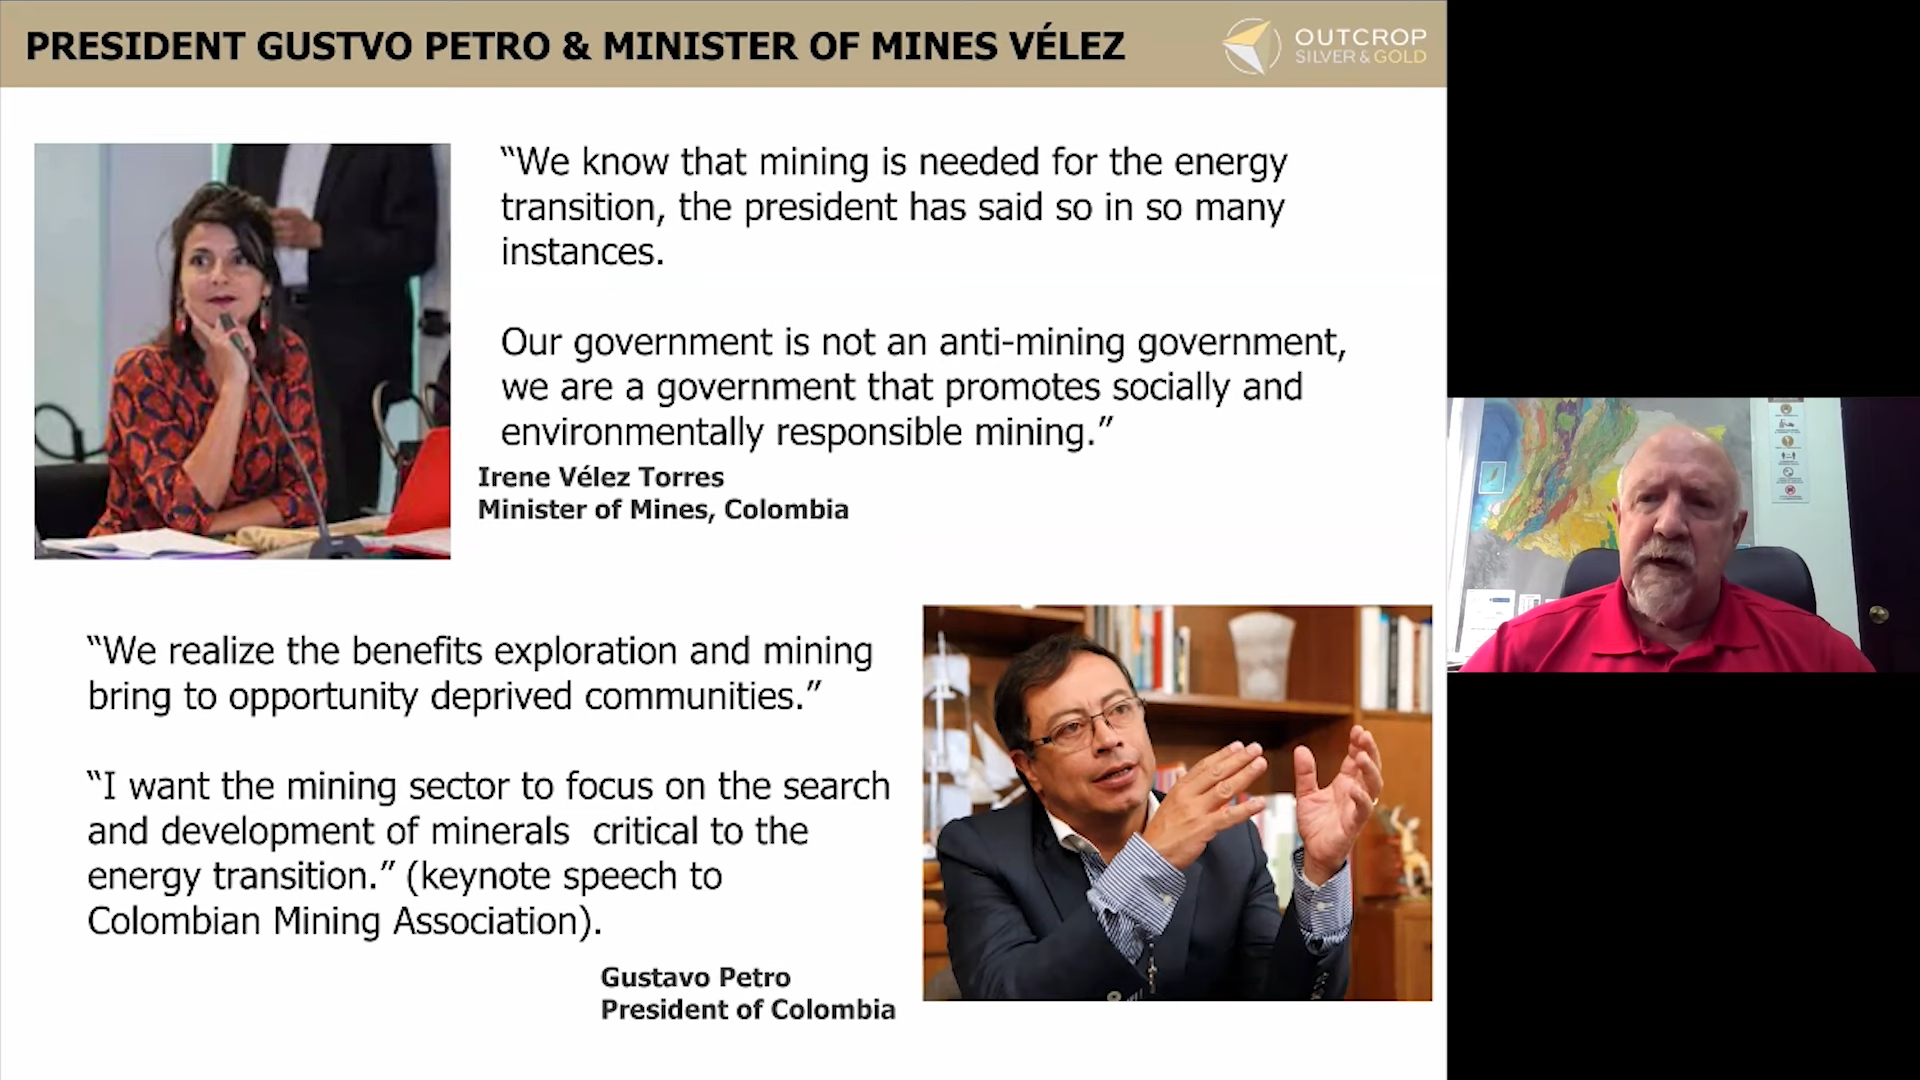 PRESIDENT GUSTVO PETRO & MINISTER OF MINES VÉLEZ
OUTCROP
SILVER & GOLD
“We know that mining is needed for the energy
transition, the president has said so in so many
instances.
Our government is not an anti-mining government,
we are a government that promotes socially and
environmentally responsible mining.”
Irene Vélez Torres
Minister of Mines, Colombia
“We realize the benefits exploration and mining
bring to opportunity deprived communities.”
“I want the mining sector to focus on the search
and development of minerals  critical to the
energy transition.” (keynote speech to
Colombian Mining Association).
Gustavo Petro
President of Colombia